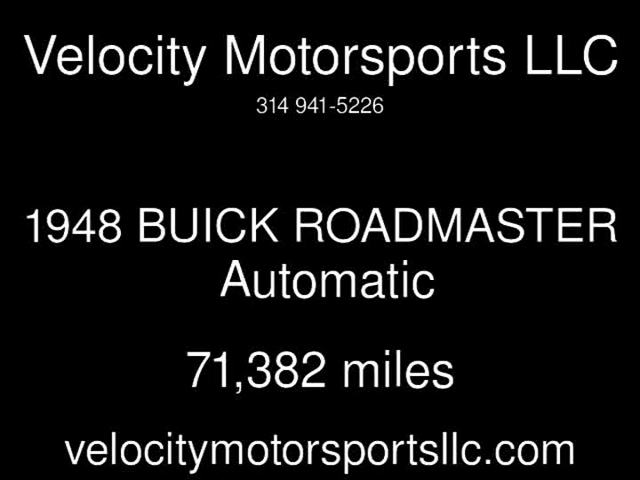 Velocity Motorsports LLC
314 941-5226
1948 BUICK ROADMASTER
Automatic
71,382 miles
velocitymotorsportsllc.com